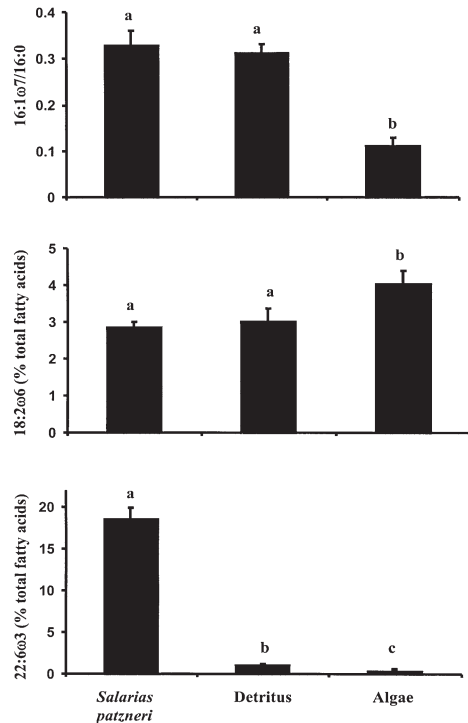 0.4
a
a
0.3
16:1ω7/16:0
0.2
b
0.1
0
5
b
4
a
a
3
18:2ω6 (% total fatty acids)
2
1
0
a
20
15
22:6ω3 (% total fatty acids)
10
5
b
c
0
Salarias patzneri
Detritus
Algae